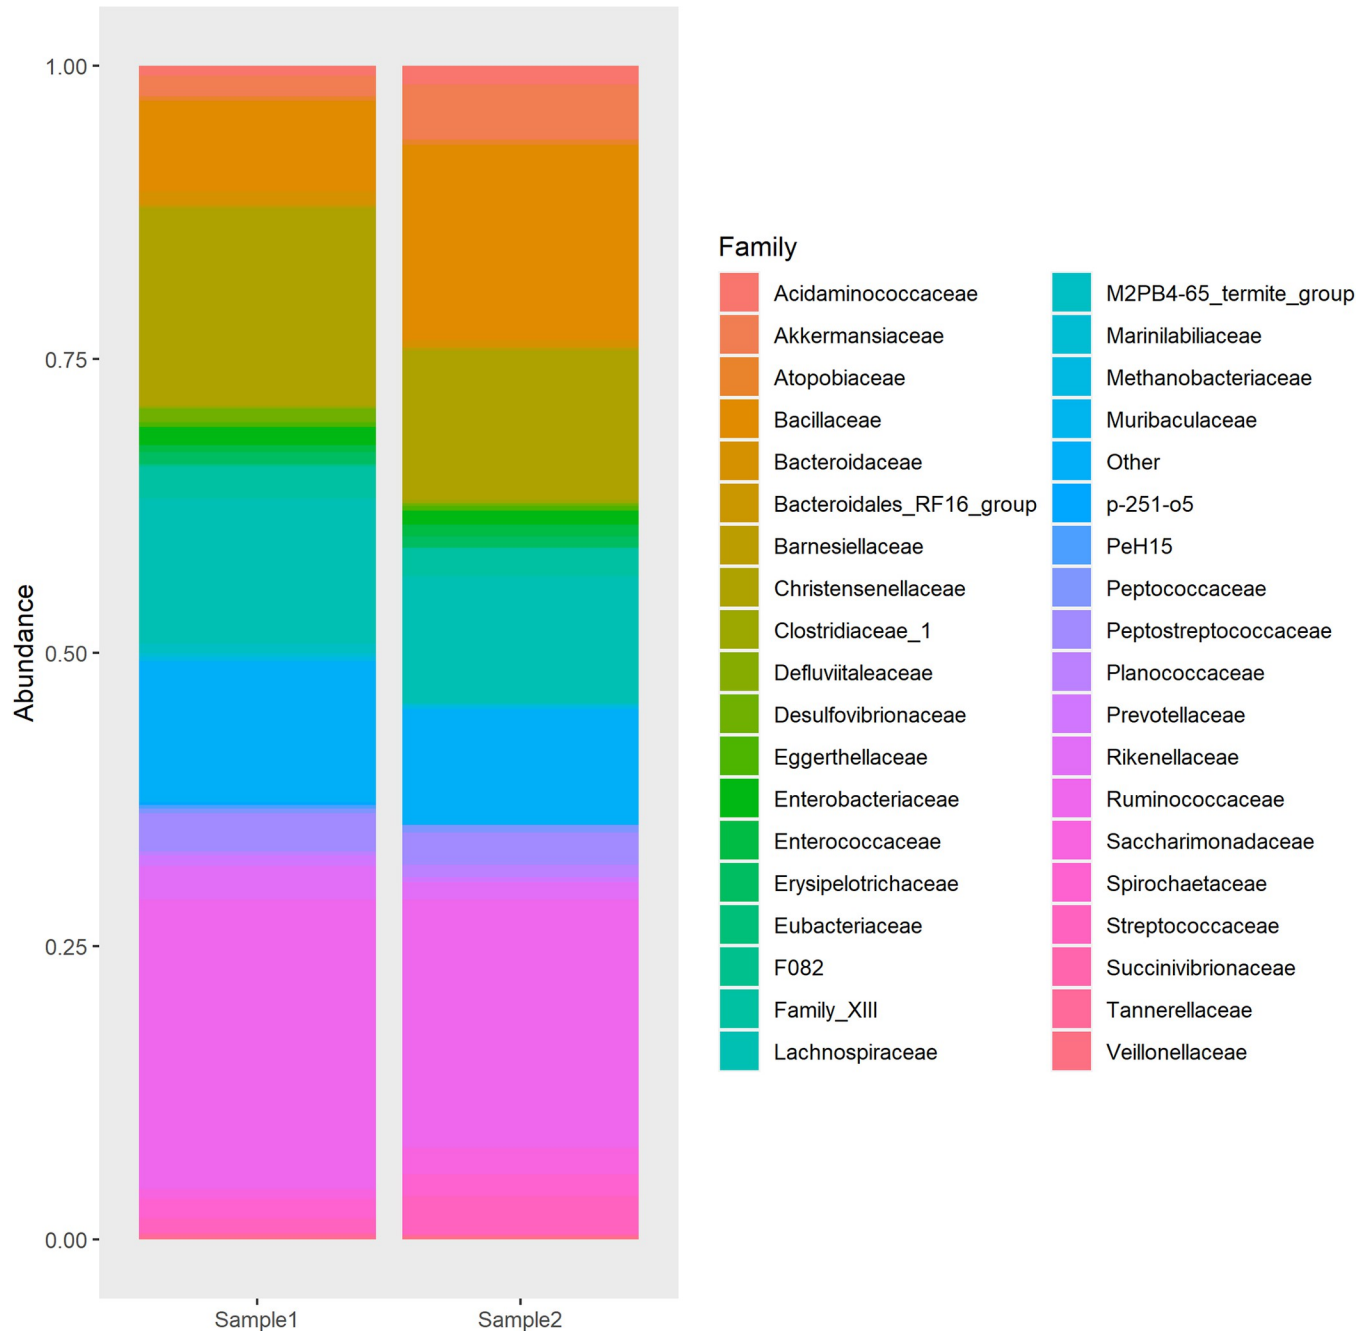 1.00
0.75
0.50
0.25
0.00
Abundance
Sample1
Sample2
Family
Acidaminococcaceae
Akkermansiaceae
Atopobiaceae
Bacillaceae
Bacteroidaceae
Bacteroidales_RF16_group
Barnesiellaceae
Christensenellaceae
Clostridiaceae_1
Defluviitaleaceae
Desulfovibrionaceae
Eggerthellaceae
Enterobacteriaceae
Enterococcaceae
Erysipelotrichaceae
Eubacteriaceae
F082
Family_XIII
Lachnospiraceae
M2PB4-65_termite_group
Marinilabiliaceae
Methanobacteriaceae
Muribaculaceae
Other
p-251-o5
PeH15
Peptococcaceae
Peptostreptococcaceae
Planococcaceae
Prevotellaceae
Rikenellaceae
Ruminococcaceae
Saccharimonadaceae
Spirochaetaceae
Streptococcaceae
Succinivibrionaceae
Tannerellaceae
Veillonellaceae